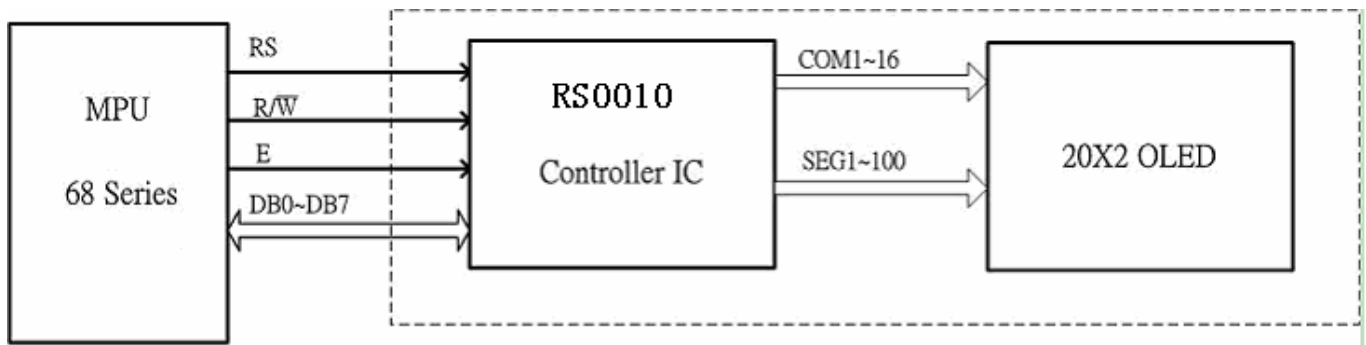 MPU
68 Series
RS
R/W̅
E
DB0~DB7
RS0010
Controller IC
COM1~16
SEG1~100
20X2 OLED